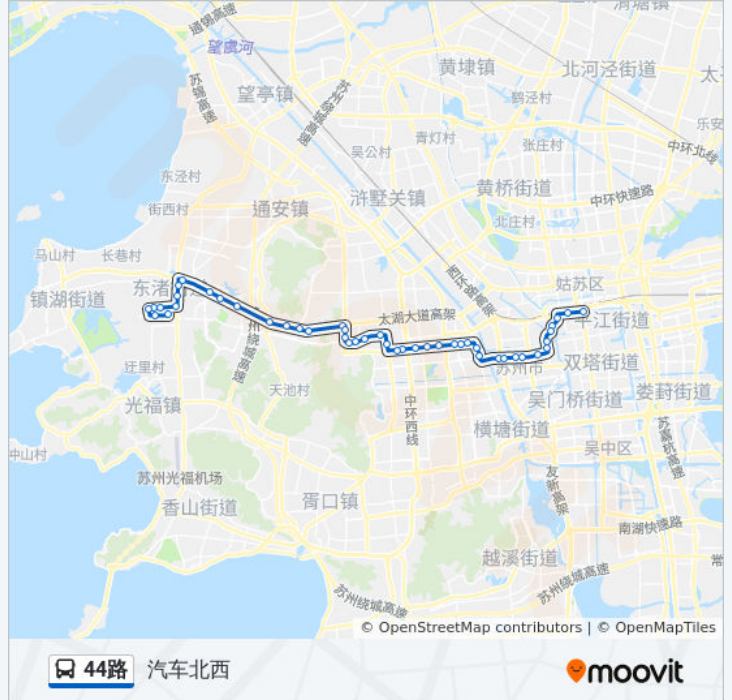 通锡高速
清塘镇
望虞河
黄埭镇
北河泾街道
太
苏锡高速
望亭镇
苏州绕城高速
鹤泾村
乐安
青灯村
张庄村
中环北线
吴公村
东泾村
黄桥街道
浒墅关镇
中环快速路
街西村
通安镇
北庄村
马山村
长巷村
西环高架
姑苏区
镇湖街道
东渚
太湖大道高架
平江街道
州绕城高速
迂里村
苏州市
双塔街道
天池村
光福镇
中环西线
吴门桥街道
娄葑街道
横塘街道
苏嘉杭高速
吴中区
中山村
苏州光福机场
友新高架
香山街道
胥口镇
南湖快速路
越溪街道
常
苏州绕城高速
苏州绕城高速
© OpenStreetMap contributors | © OpenMapTiles
44路 汽车北西
moovit